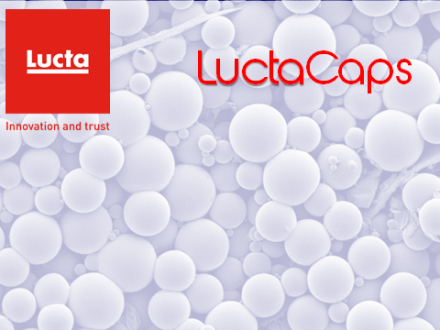 Lucta
LuctaCaps
Innovation and trust